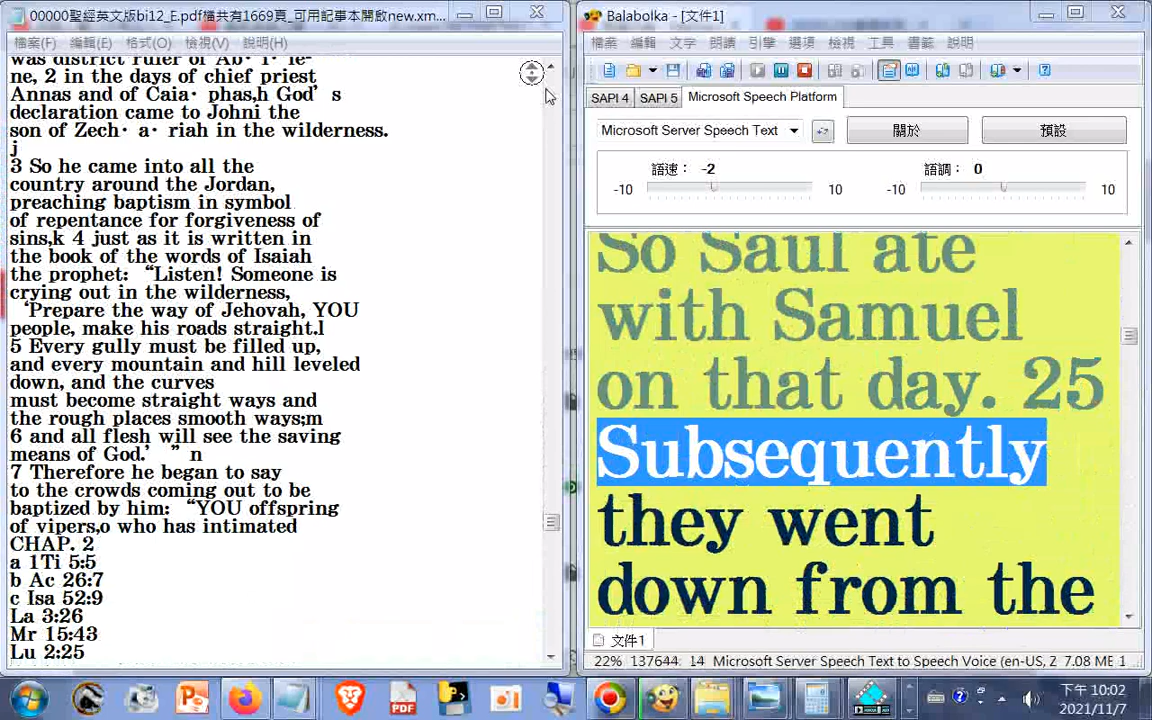 00000聖經英文版bi12_E.pdf檔共有1669頁_可用記事本開啟new.xm...
檔案(F) 編輯(E) 格式(O) 檢視(V) 說明(H)
was district ruler of Ab· i· le-
ne, 2 in the days of chief priest
Annas and of Caia· phas,h God’ s
declaration came to Johni the
son of Zech· a· riah in the wilderness.
j
3 So he came into all the
country around the Jordan,
preaching baptism in symbol
of repentance for forgiveness of
sins,k 4 just as it is written in
the book of the words of Isaiah
the prophet: “Listen! Someone is
crying out in the wilderness,
‘Prepare the way of Jehovah, YOU
people, make his roads straight.l
5 Every gully must be filled up,
and every mountain and hill leveled
down, and the curves
must become straight ways and
the rough places smooth ways;m
6 and all flesh will see the saving
means of God.’ ” n
7 Therefore he began to say
to the crowds coming out to be
baptized by him: “YOU offspring
of vipers,o who has intimated
CHAP. 2
a 1Ti 5:5
b Ac 26:7
c Isa 52:9
La 3:26
Mr 15:43
Lu 2:25
Balabolka - [文件1]
檔案 編輯 文字 朗讀 引擎 選項 檢視 工具 書籤 說明
SAPI 4 SAPI 5 Microsoft Speech Platform
Microsoft Server Speech Text 關於 預設
語速： -2 語調： 0
-10 10 -10 10
So Saul ate
with Samuel
on that day. 25
Subsequently
they went
down from the
文件1
22% 137644: 14 Microsoft Server Speech Text to Speech Voice (en-US, Z 7.08 MB 1
PDF
下午 10:02
2021/11/7